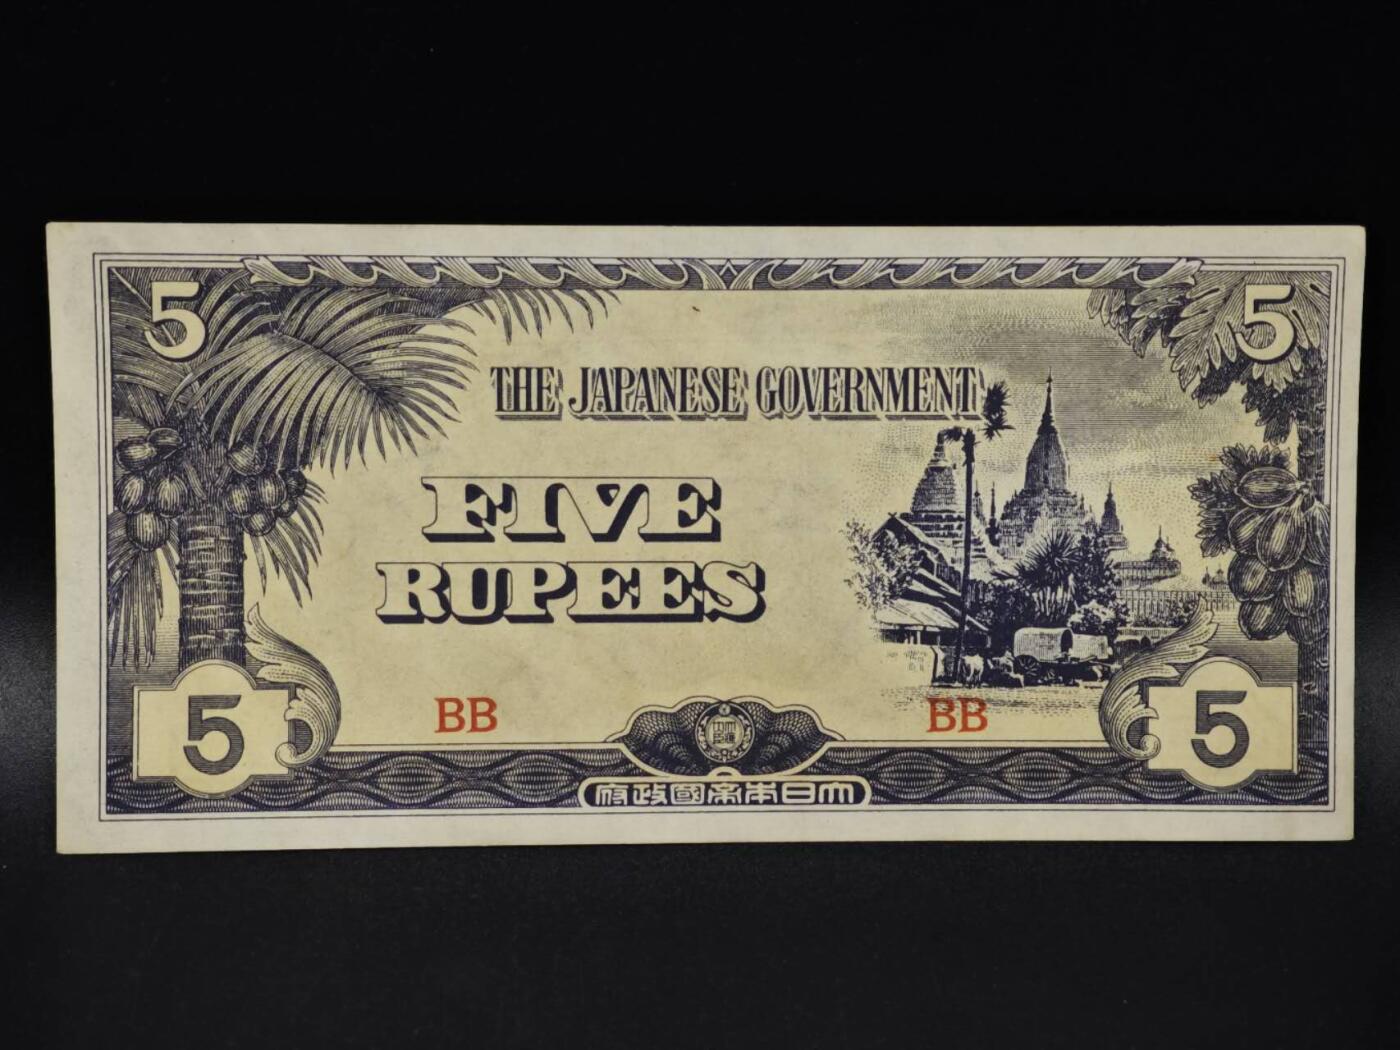 5 5
THE JAPANESE GOVERNMENT
FIVE
RUPEES
BB BB
5 5
府政國帝本日大